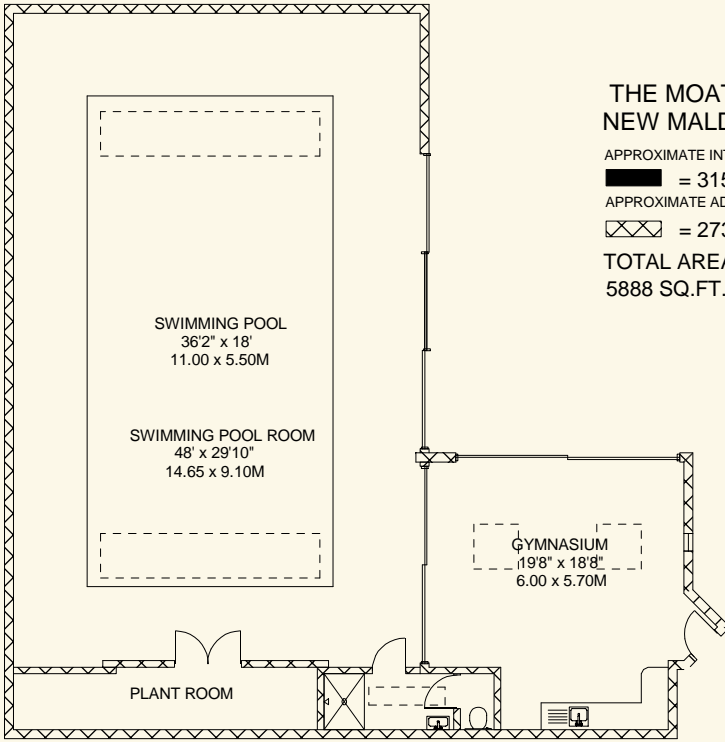 THE MOAT
NEW MALD
APPROXIMATE INT
= 315
APPROXIMATE AD
= 273
TOTAL AREA
5888 SQ.FT.
SWIMMING POOL
36'2" x 18'
11.00 x 5.50M
SWIMMING POOL ROOM
48' x 29'10"
14.65 x 9.10M
GYMNASIUM
19'8" x 18'8"
6.00 x 5.70M
PLANT ROOM